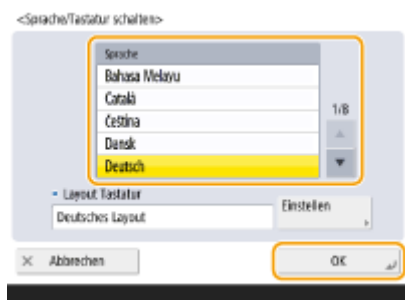 <Sprache/Tastatur schalten>
Sprache
Bahasa Melayu
Català
Čeština
Dansk
Deutsch
1/8
Layout Tastatur
Deutsches Layout
Einstellen
Abbrechen
OK